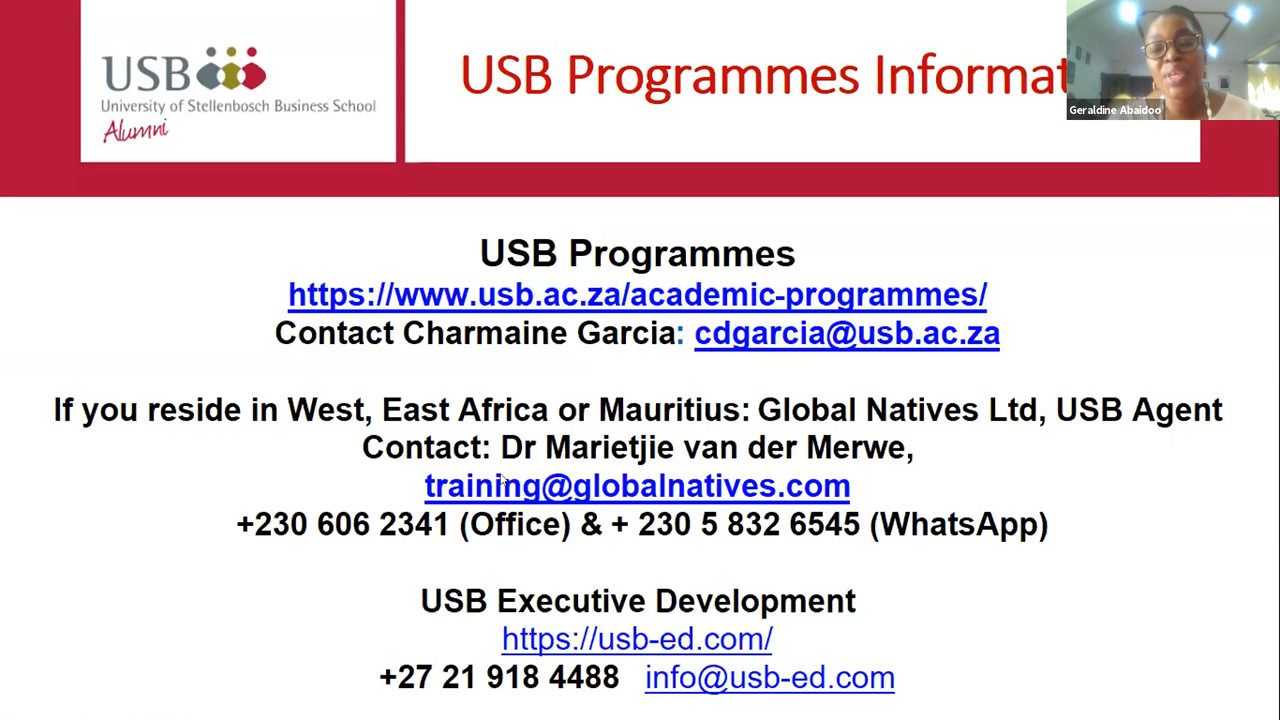 USB
University of Stellenbosch Business School
Alumni
USB Programmes Informat
Geraldine Abaidoo
USB Programmes
https://www.usb.ac.za/academic-programmes/
Contact Charmaine Garcia: cdgarcia@usb.ac.za
If you reside in West, East Africa or Mauritius: Global Natives Ltd, USB Agent
Contact: Dr Marietjie van der Merwe,
training@globalnatives.com
+230 606 2341 (Office) & + 230 5 832 6545 (WhatsApp)
USB Executive Development
https://usb-ed.com/
+27 21 918 4488 info@usb-ed.com